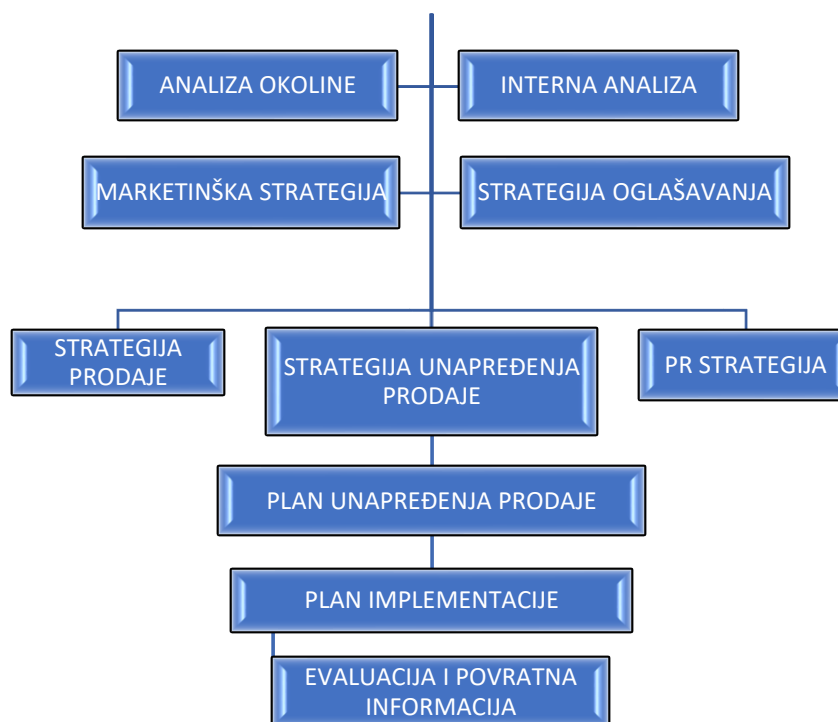 ANALIZA OKOLINE
INTERNA ANALIZA
MARKETINŠKA STRATEGIJA
STRATEGIJA OGLAŠAVANJA
STRATEGIJA
PRODAJE
STRATEGIJA UNAPREĐENJA
PRODAJE
PR STRATEGIJA
PLAN UNAPREĐENJA PRODAJE
PLAN IMPLEMENTACIJE
EVALUACIJA I POVRATNA
INFORMACIJA